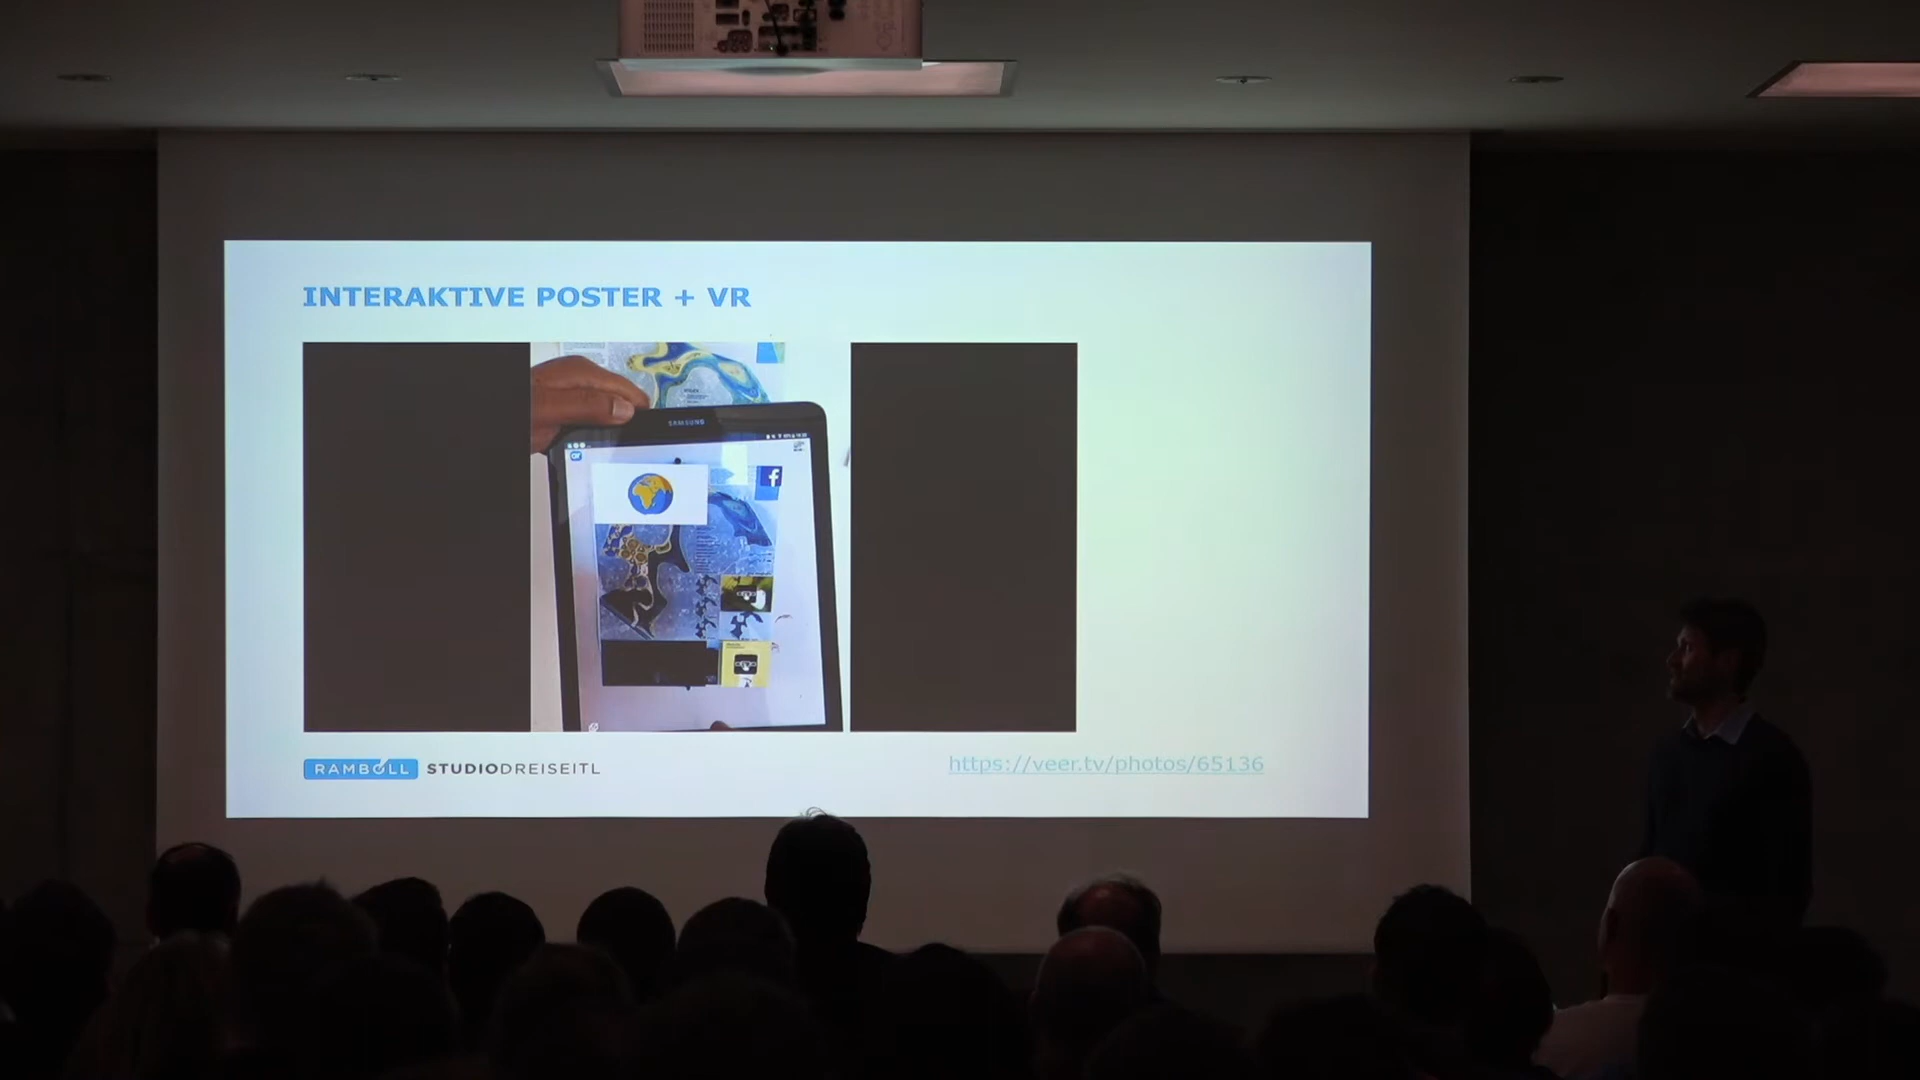 INTERAKTIVE POSTER + VR
SAMSUNG
f
RAMBOLL STUDIODREISEITL
https://veer.tv/photos/65136